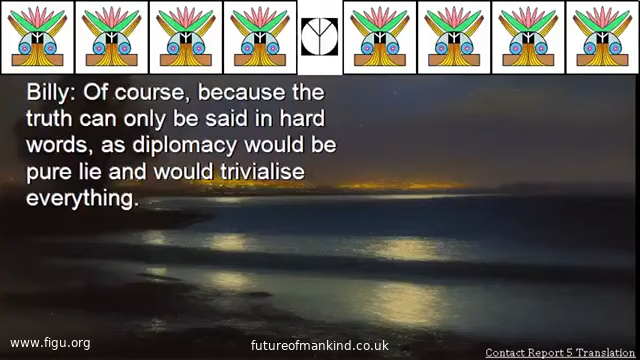 Billy: Of course, because the
truth can only be said in hard
words, as diplomacy would be
pure lie and would trivialise
everything.
www.figu.org
futureofmankind.co.uk
Contact Report 5 Translation